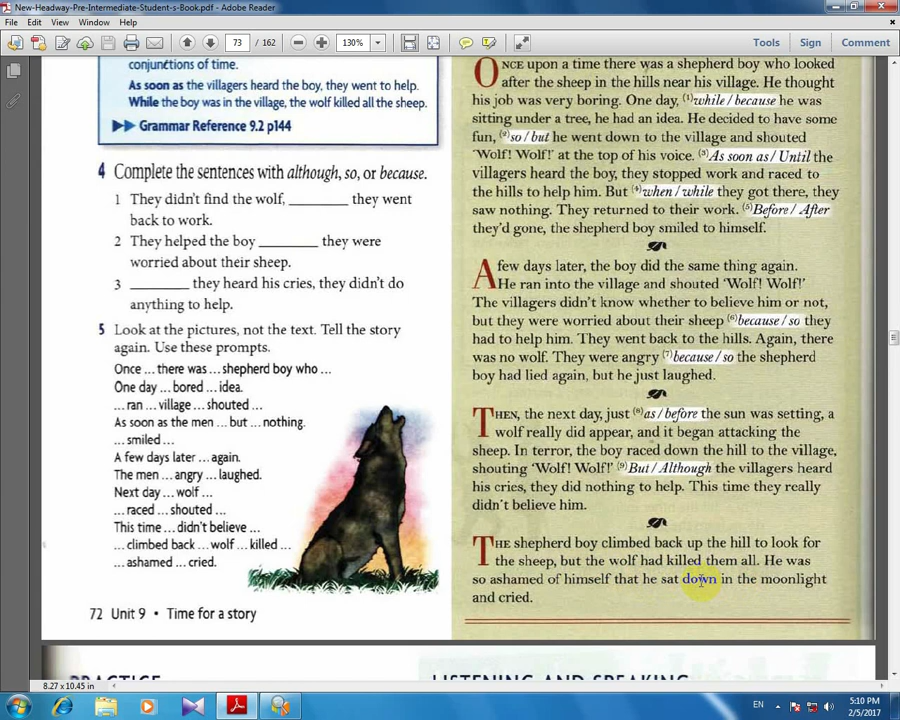 New-Headway-Pre-Intermediate-Student-s-Book.pdf - Adobe Reader
File Edit View Window Help
73 / 162 130% Tools Sign Comment
conjunctions of time.
As soon as the villagers heard the boy, they went to help.
While the boy was in the village, the wolf killed all the sheep.
Grammar Reference 9.2 p144
4 Complete the sentences with although, so, or because.
1 They didn't find the wolf, ________ they went
back to work.
2 They helped the boy ________ they were
worried about their sheep.
3 ________ they heard his cries, they didn't do
anything to help.
5 Look at the pictures, not the text. Tell the story
again. Use these prompts.
Once ... there was ... shepherd boy who ...
One day ... bored ... idea.
... ran ... village ... shouted ...
As soon as the men ... but ... nothing.
... smiled ...
A few days later ... again.
The men ... angry ... laughed.
Next day ... wolf ...
... raced ... shouted ...
This time ... didn't believe ...
... climbed back ... wolf ... killed ...
... ashamed ... cried.
72 Unit 9 • Time for a story
ONCE upon a time there was a shepherd boy who looked
after the sheep in the hills near his village. He thought
his job was very boring. One day, (1) while / because he was
sitting under a tree, he had an idea. He decided to have some
fun, (2) so / but he went down to the village and shouted
'Wolf! Wolf!' at the top of his voice. (3) As soon as / Until the
villagers heard the boy, they stopped work and raced to
the hills to help him. But (4) when / while they got there, they
saw nothing. They returned to their work. (5) Before / After
they'd gone, the shepherd boy smiled to himself.
A few days later, the boy did the same thing again.
He ran into the village and shouted 'Wolf! Wolf!'
The villagers didn't know whether to believe him or not,
but they were worried about their sheep (6) because / so they
had to help him. They went back to the hills. Again, there
was no wolf. They were angry (7) because / so the shepherd
boy had lied again, but he just laughed.
THEN, the next day, just (8) as / before the sun was setting, a
wolf really did appear, and it began attacking the
sheep. In terror, the boy raced down the hill to the village,
shouting 'Wolf! Wolf!' (9) But / Although the villagers heard
his cries, they did nothing to help. This time they really
didn't believe him.
THE shepherd boy climbed back up the hill to look for
the sheep, but the wolf had killed them all. He was
so ashamed of himself that he sat down in the moonlight
and cried.
8.27 x 10.45 in
EN 5:10 PM
2/5/2017